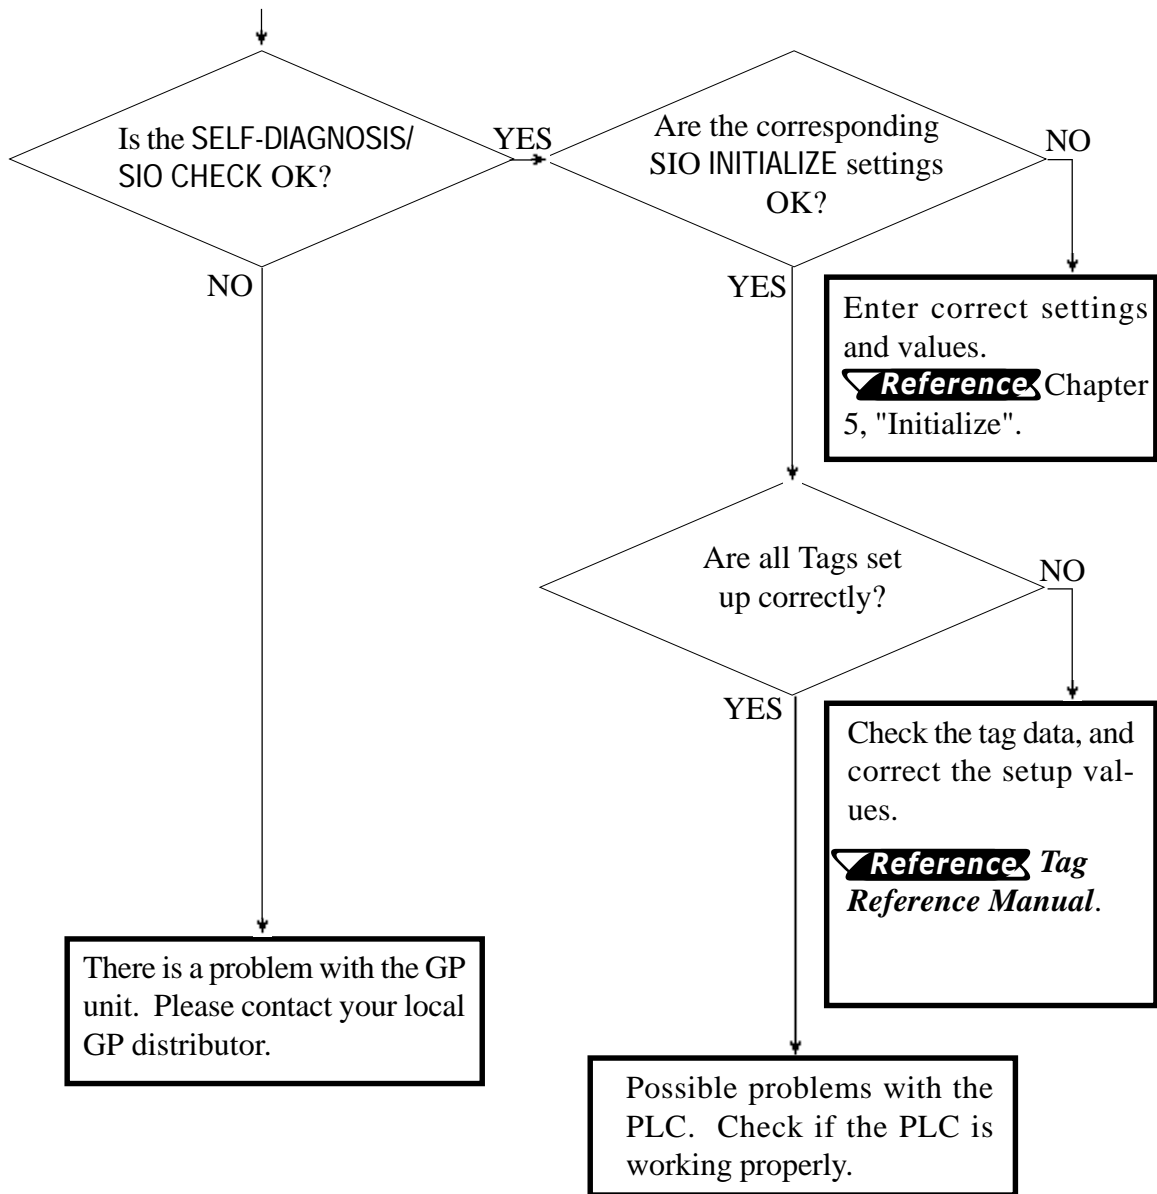 Is the SELF-DIAGNOSIS/
SIO CHECK OK?
YES
NO
Are the corresponding
SIO INITIALIZE settings
OK?
NO
YES
Enter correct settings
and values.
Reference Chapter
5, "Initialize".
Are all Tags set
up correctly?
NO
YES
Check the tag data, and
correct the setup val-
ues.
Reference Tag
Reference Manual.
There is a problem with the GP
unit. Please contact your local
GP distributor.
Possible problems with the
PLC. Check if the PLC is
working properly.